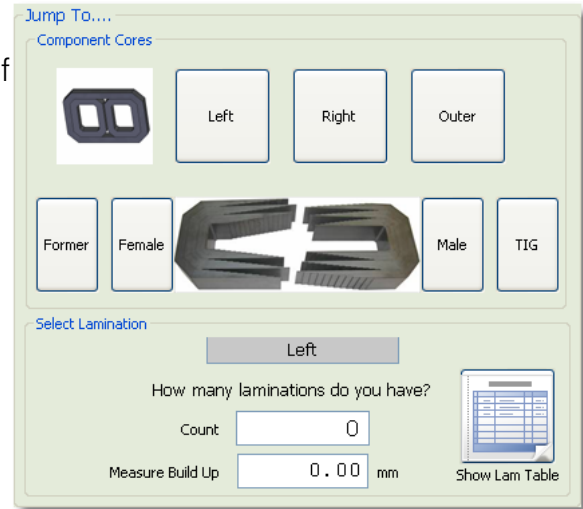 Jump To....
Component Cores
f
Left
Right
Outer
Former
Female
Male
TIG
Select Lamination
Left
How many laminations do you have?
Count
0
Measure Build Up
0.00 mm
Show Lam Table